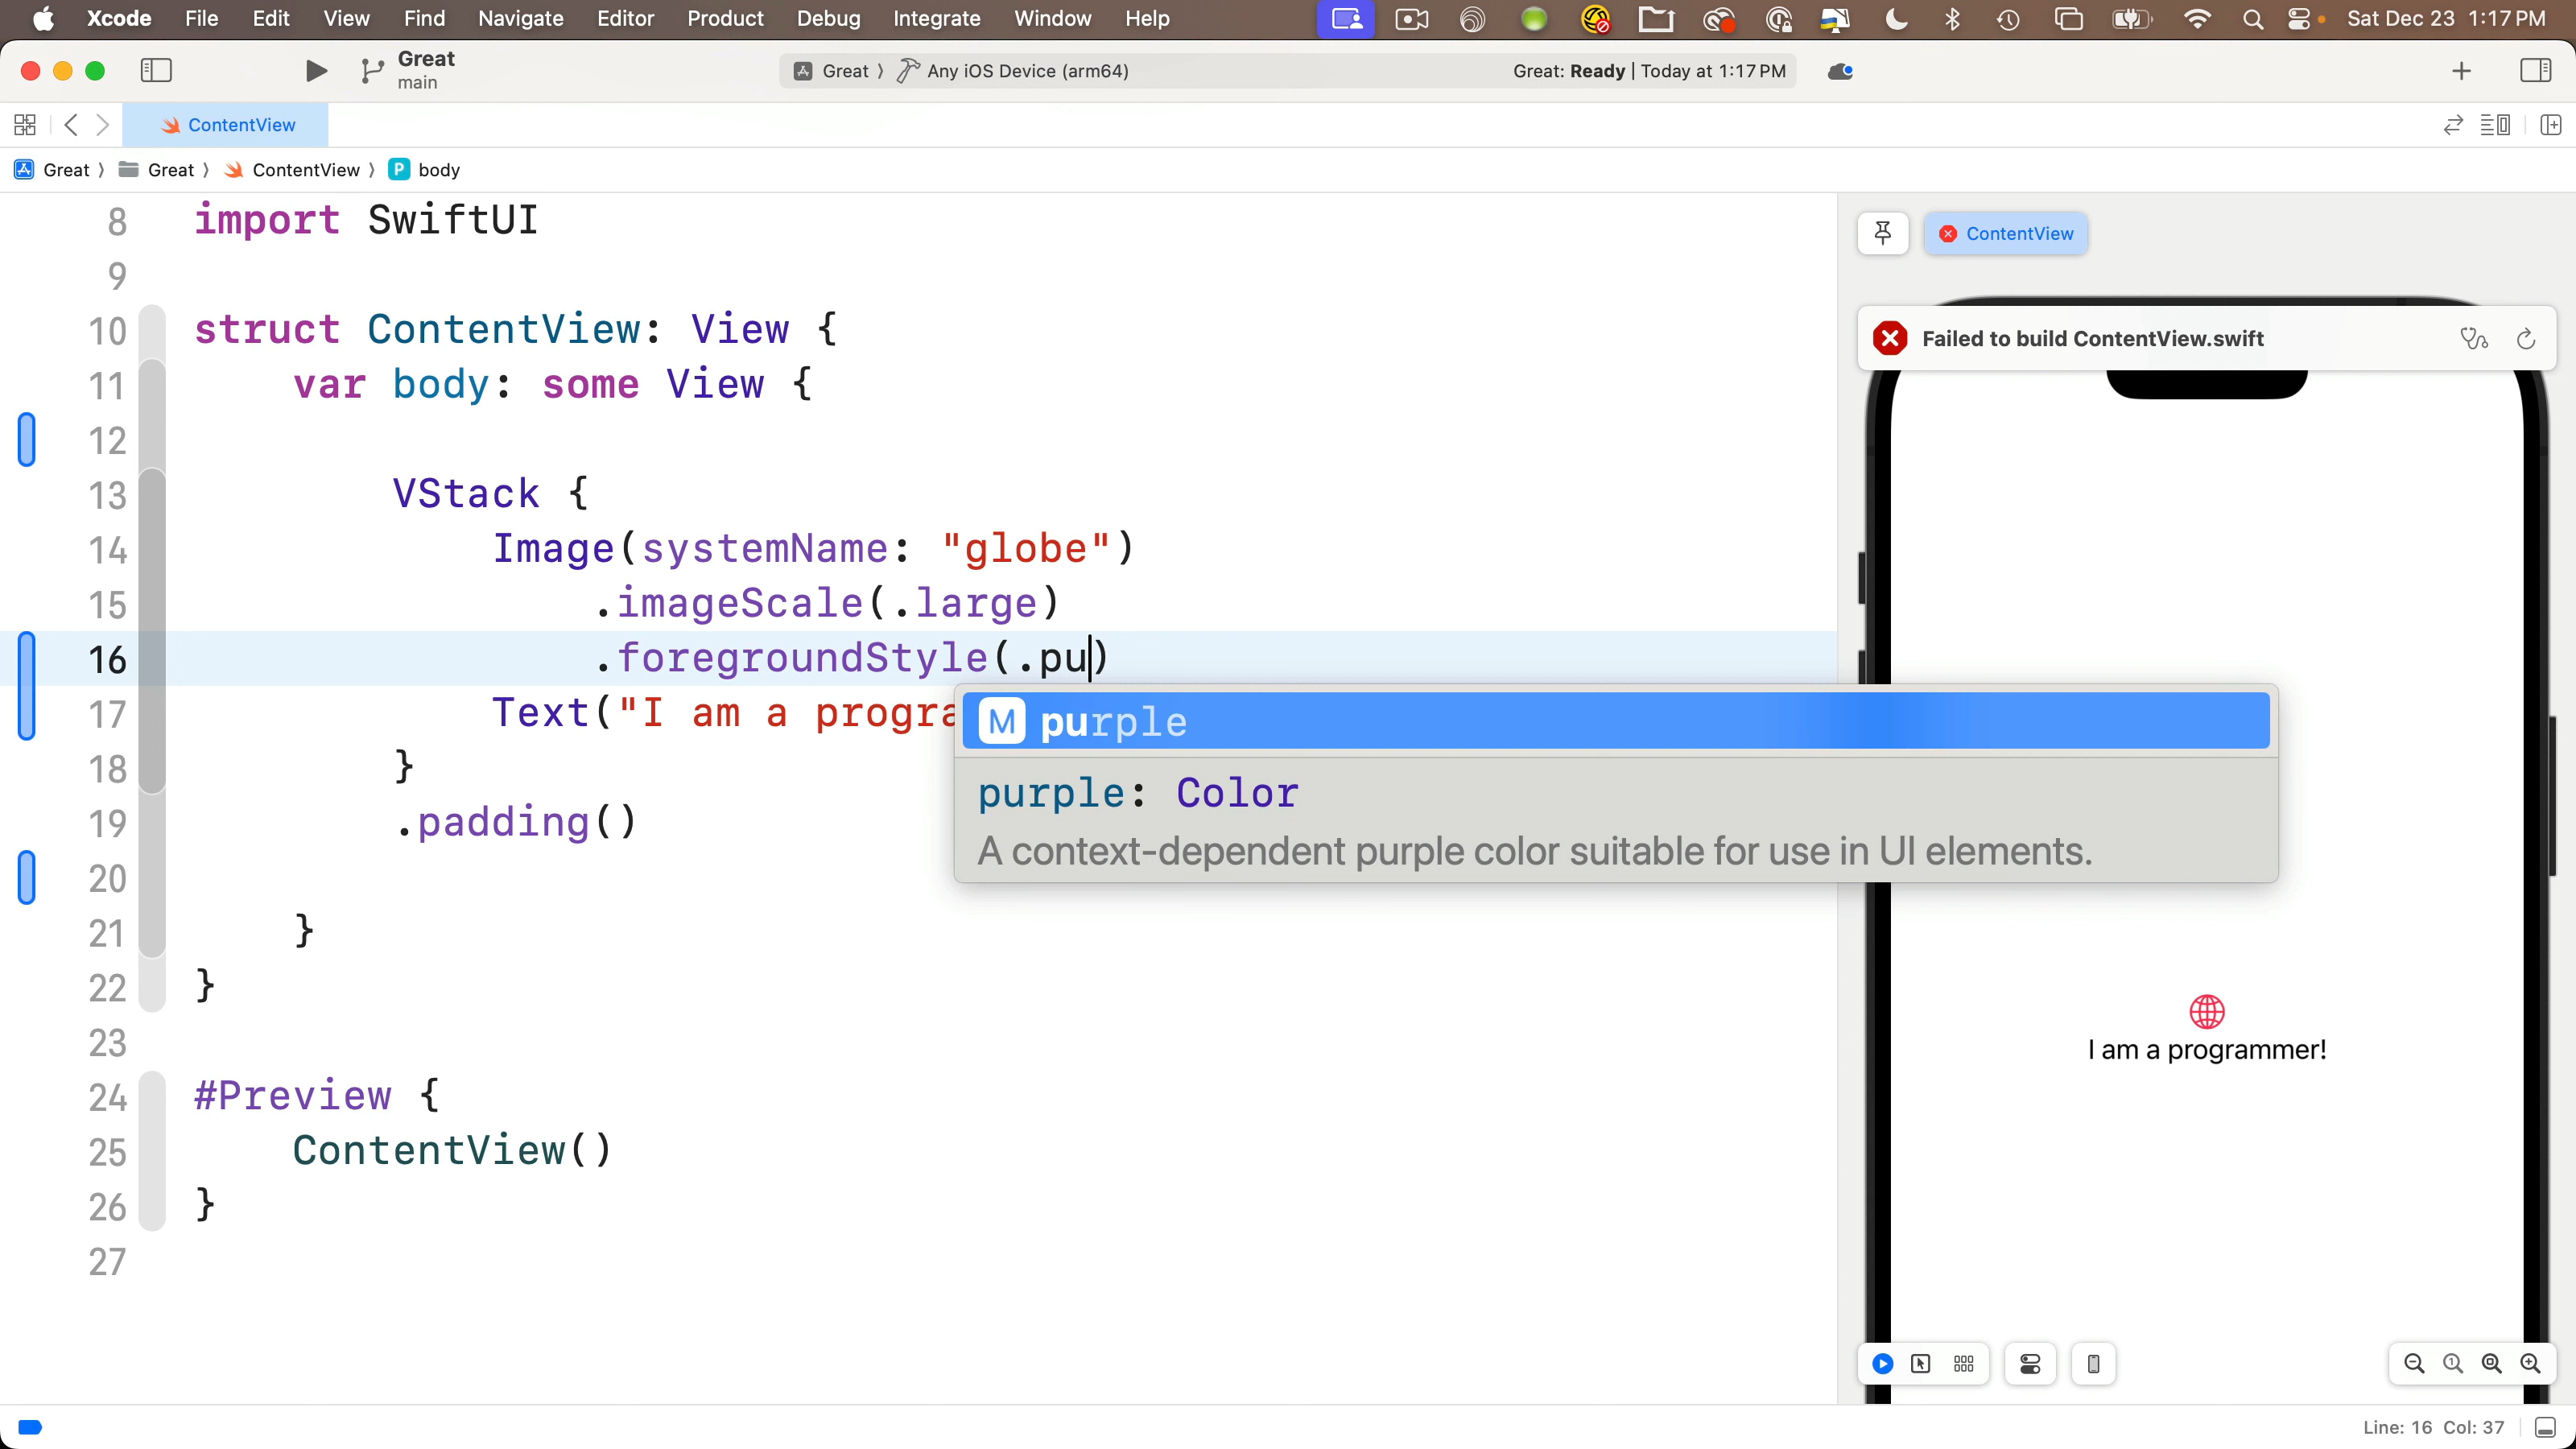 Xcode File Edit View Find Navigate Editor Product Debug Integrate Window Help Sat Dec 23 1:17 PM
Great
main
Great 〉 Any iOS Device (arm64) Great: Ready | Today at 1:17 PM
ContentView
Great 〉 Great 〉 ContentView 〉 P body
8 import SwiftUI
9
10 struct ContentView: View {
11 var body: some View {
12
13 VStack {
14 Image(systemName: "globe")
15 .imageScale(.large)
16 .foregroundStyle(.pu)
17 Text("I am a progra
18 }
19 .padding()
20
21 }
22 }
23
24 #Preview {
25 ContentView()
26 }
27
M purple
purple: Color
A context-dependent purple color suitable for use in UI elements.
ContentView
Failed to build ContentView.swift
I am a programmer!
Line: 16 Col: 37